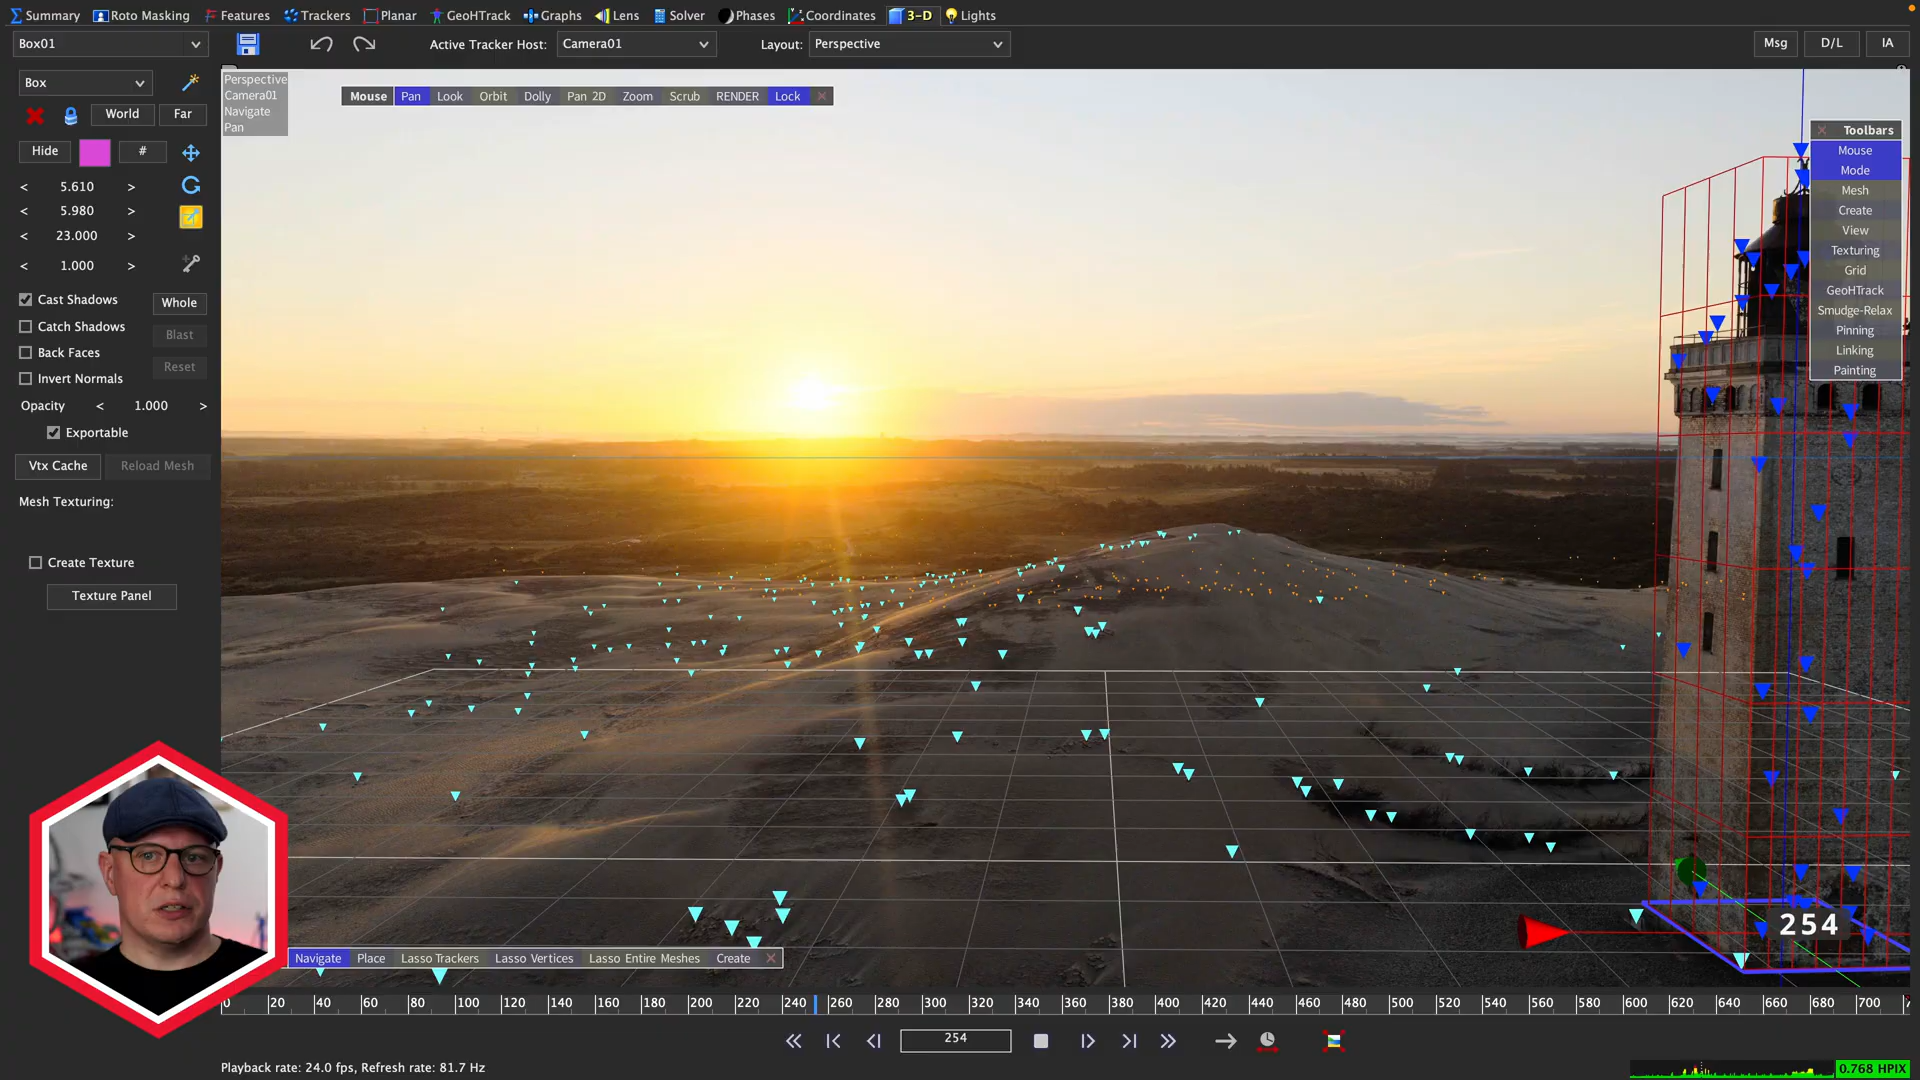 Summary Roto Masking Features Trackers Planar GeoHTrack Graphs Lens Solver Phases Coordinates 3-D Lights
Box01 Active Tracker Host: Camera01 Layout: Perspective Msg D/L IA
Box
World Far
Hide #
< 5.610 >
< 5.980 >
< 23.000 >
< 1.000 >
Cast Shadows Whole
Catch Shadows Blast
Back Faces
Invert Normals Reset
Opacity < 1.000 >
Exportable
Vtx Cache Reload Mesh
Mesh Texturing:
Create Texture
Texture Panel
Perspective
Camera01
Navigate
Pan
Mouse Pan Look Orbit Dolly Pan 2D Zoom Scrub RENDER Lock
Toolbars
Mouse
Mode
Mesh
Create
View
Texturing
Grid
GeoHTrack
Smudge-Relax
Pinning
Linking
Painting
254
Navigate Place Lasso Trackers Lasso Vertices Lasso Entire Meshes Create
0 20 40 60 80 100 120 140 160 180 200 220 240 260 280 300 320 340 360 380 400 420 440 460 480 500 520 540 560 580 600 620 640 660 680 700
254
Playback rate: 24.0 fps, Refresh rate: 81.7 Hz 0.768 HPIX